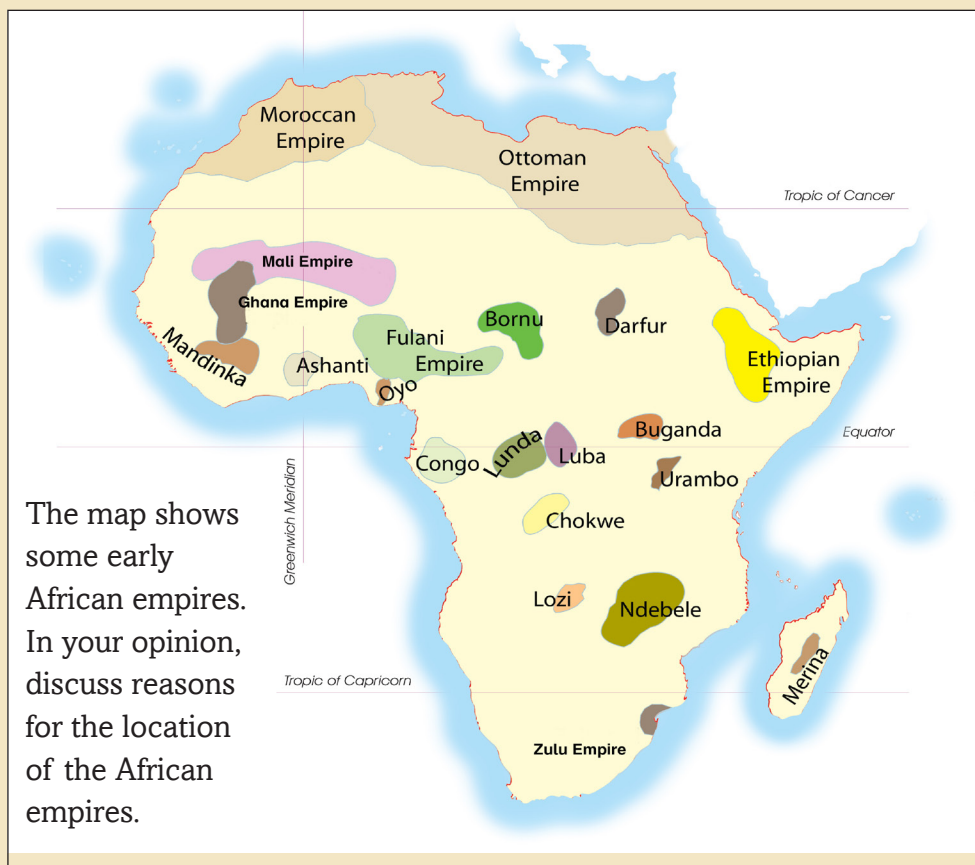 Moroccan
Empire
Ottoman
Empire
Tropic of Cancer
Mali Empire
Ghana Empire
Bornu
Darfur
Mandinka
Ashanti
Fulani
Empire
Oyo
Ethiopian
Empire
Buganda
Equator
Congo
Lunda
Luba
Urambo
Greenwich Meridian
Chokwe
Lozi
Ndebele
Merina
Tropic of Capricorn
Zulu Empire
The map shows
some early
African empires.
In your opinion,
discuss reasons
for the location
of the African
empires.